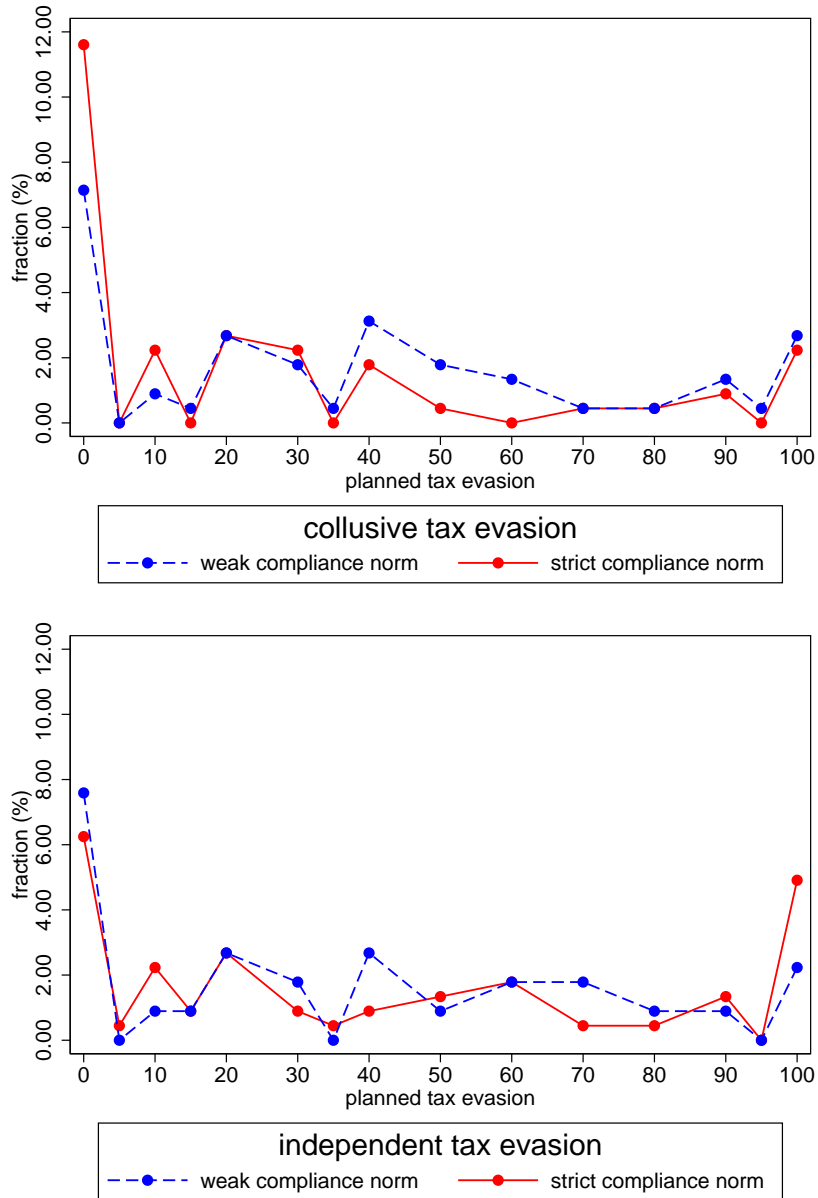 12.00
10.00
8.00
6.00
4.00
2.00
0.00
fraction (%)
0 10 20 30 40 50 60 70 80 90 100
planned tax evasion
collusive tax evasion
weak compliance norm strict compliance norm
12.00
10.00
8.00
6.00
4.00
2.00
0.00
fraction (%)
0 10 20 30 40 50 60 70 80 90 100
planned tax evasion
independent tax evasion
weak compliance norm strict compliance norm